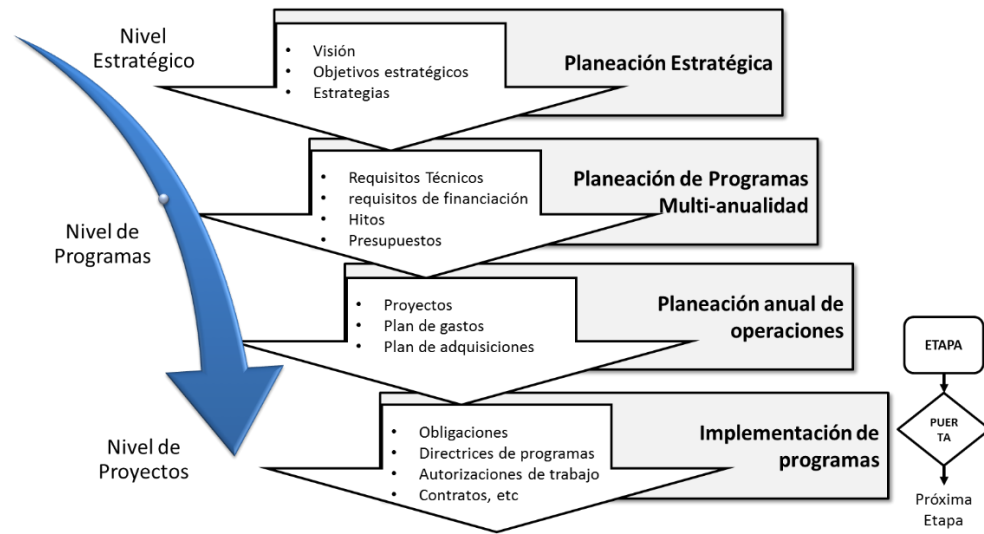 Nivel
Estratégico
• Visión
• Objetivos estratégicos
• Estrategias
Planeación Estratégica
Nivel de
Programas
• Requisitos Técnicos
• requisitos de financiación
• Hitos
• Presupuestos
Planeación de Programas
Multi-anualidad
• Proyectos
• Plan de gastos
• Plan de adquisiciones
Planeación anual de
operaciones
Nivel de
Proyectos
• Obligaciones
• Directrices de programas
• Autorizaciones de trabajo
• Contratos, etc
Implementación de
programas
ETAPA
PUER
TA
Próxima
Etapa